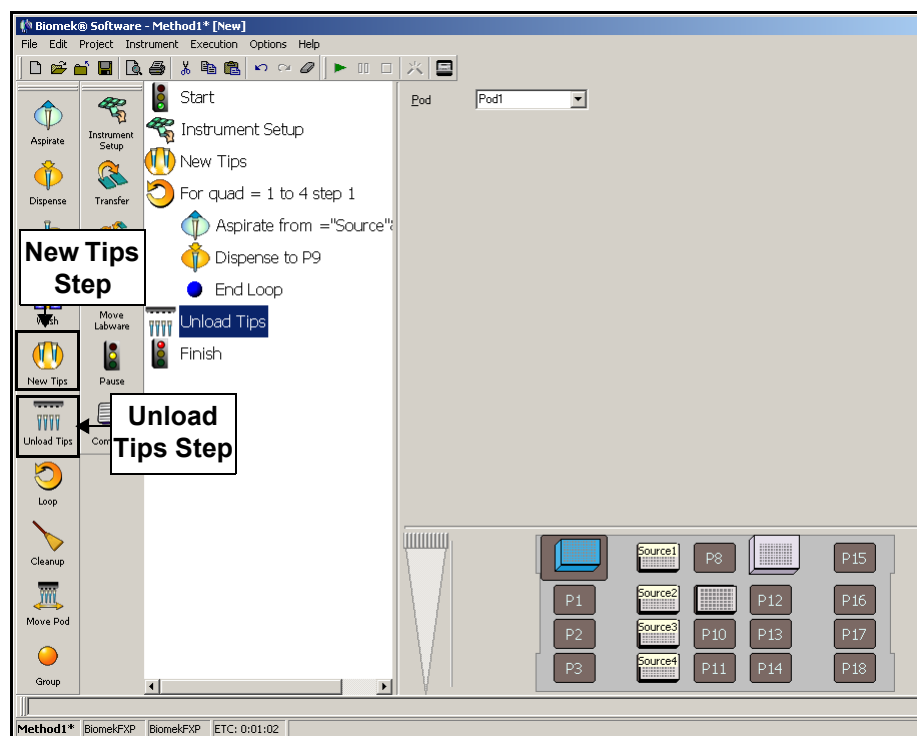 Biomek® Software - Method1* [New]
File Edit Project Instrument Execution Options Help
Aspirate
Dispense
New Tips
Unload Tips
Loop
Cleanup
Move Pod
Group
Instrument
Setup
Transfer
Move
Labware
Pause
New Tips
Step
Unload
Tips Step
Start
Instrument Setup
New Tips
For quad = 1 to 4 step 1
Aspirate from ="Source"
Dispense to P9
End Loop
Unload Tips
Finish
Pod Pod1
Source1 P8 P15
P1 Source2 P12 P16
P2 Source3 P10 P13 P17
P3 Source4 P11 P14 P18
Method1* BiomekFXP BiomekFXP ETC: 0:01:02